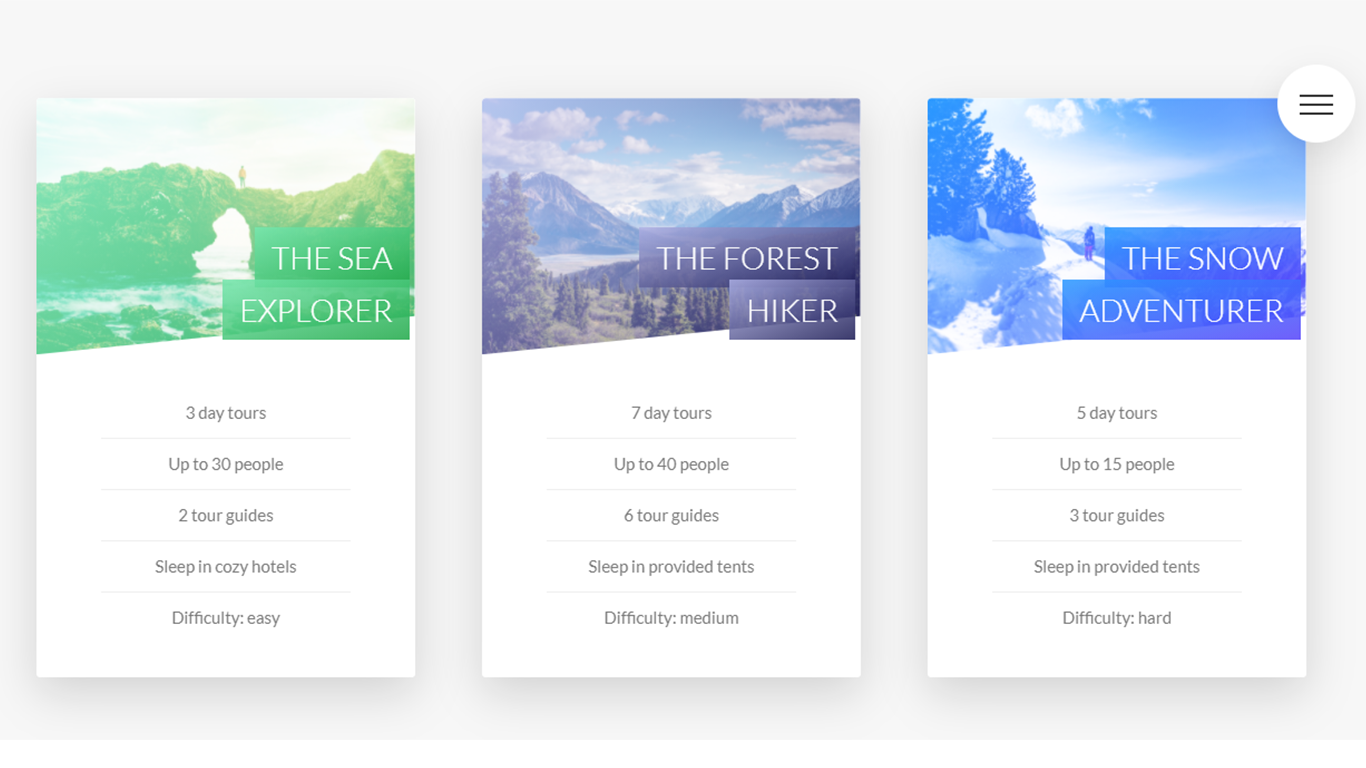 THE SEA
EXPLORER
3 day tours
Up to 30 people
2 tour guides
Sleep in cozy hotels
Difficulty: easy
THE FOREST
HIKER
7 day tours
Up to 40 people
6 tour guides
Sleep in provided tents
Difficulty: medium
THE SNOW
ADVENTURER
5 day tours
Up to 15 people
3 tour guides
Sleep in provided tents
Difficulty: hard